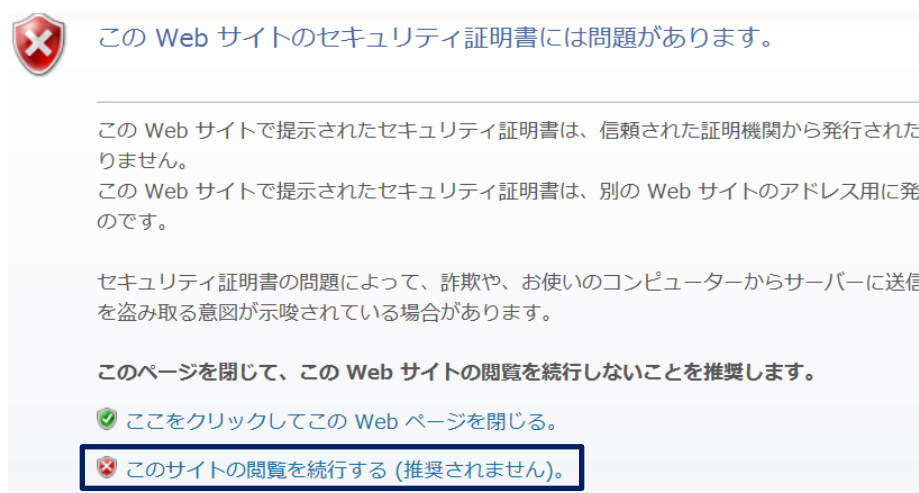 この Web サイトのセキュリティ証明書には問題があります。
この Web サイトで提示されたセキュリティ証明書は、信頼された証明機関から発行された
りません。
この Web サイトで提示されたセキュリティ証明書は、別の Web サイトのアドレス用に発
のです。
セキュリティ証明書の問題によって、詐欺や、お使いのコンピューターからサーバーに送信
を盗み取る意図が示唆されている場合があります。
このページを閉じて、この Web サイトの閲覧を続行しないことを推奨します。
ここをクリックしてこの Web ページを閉じる。
このサイトの閲覧を続行する (推奨されません)。